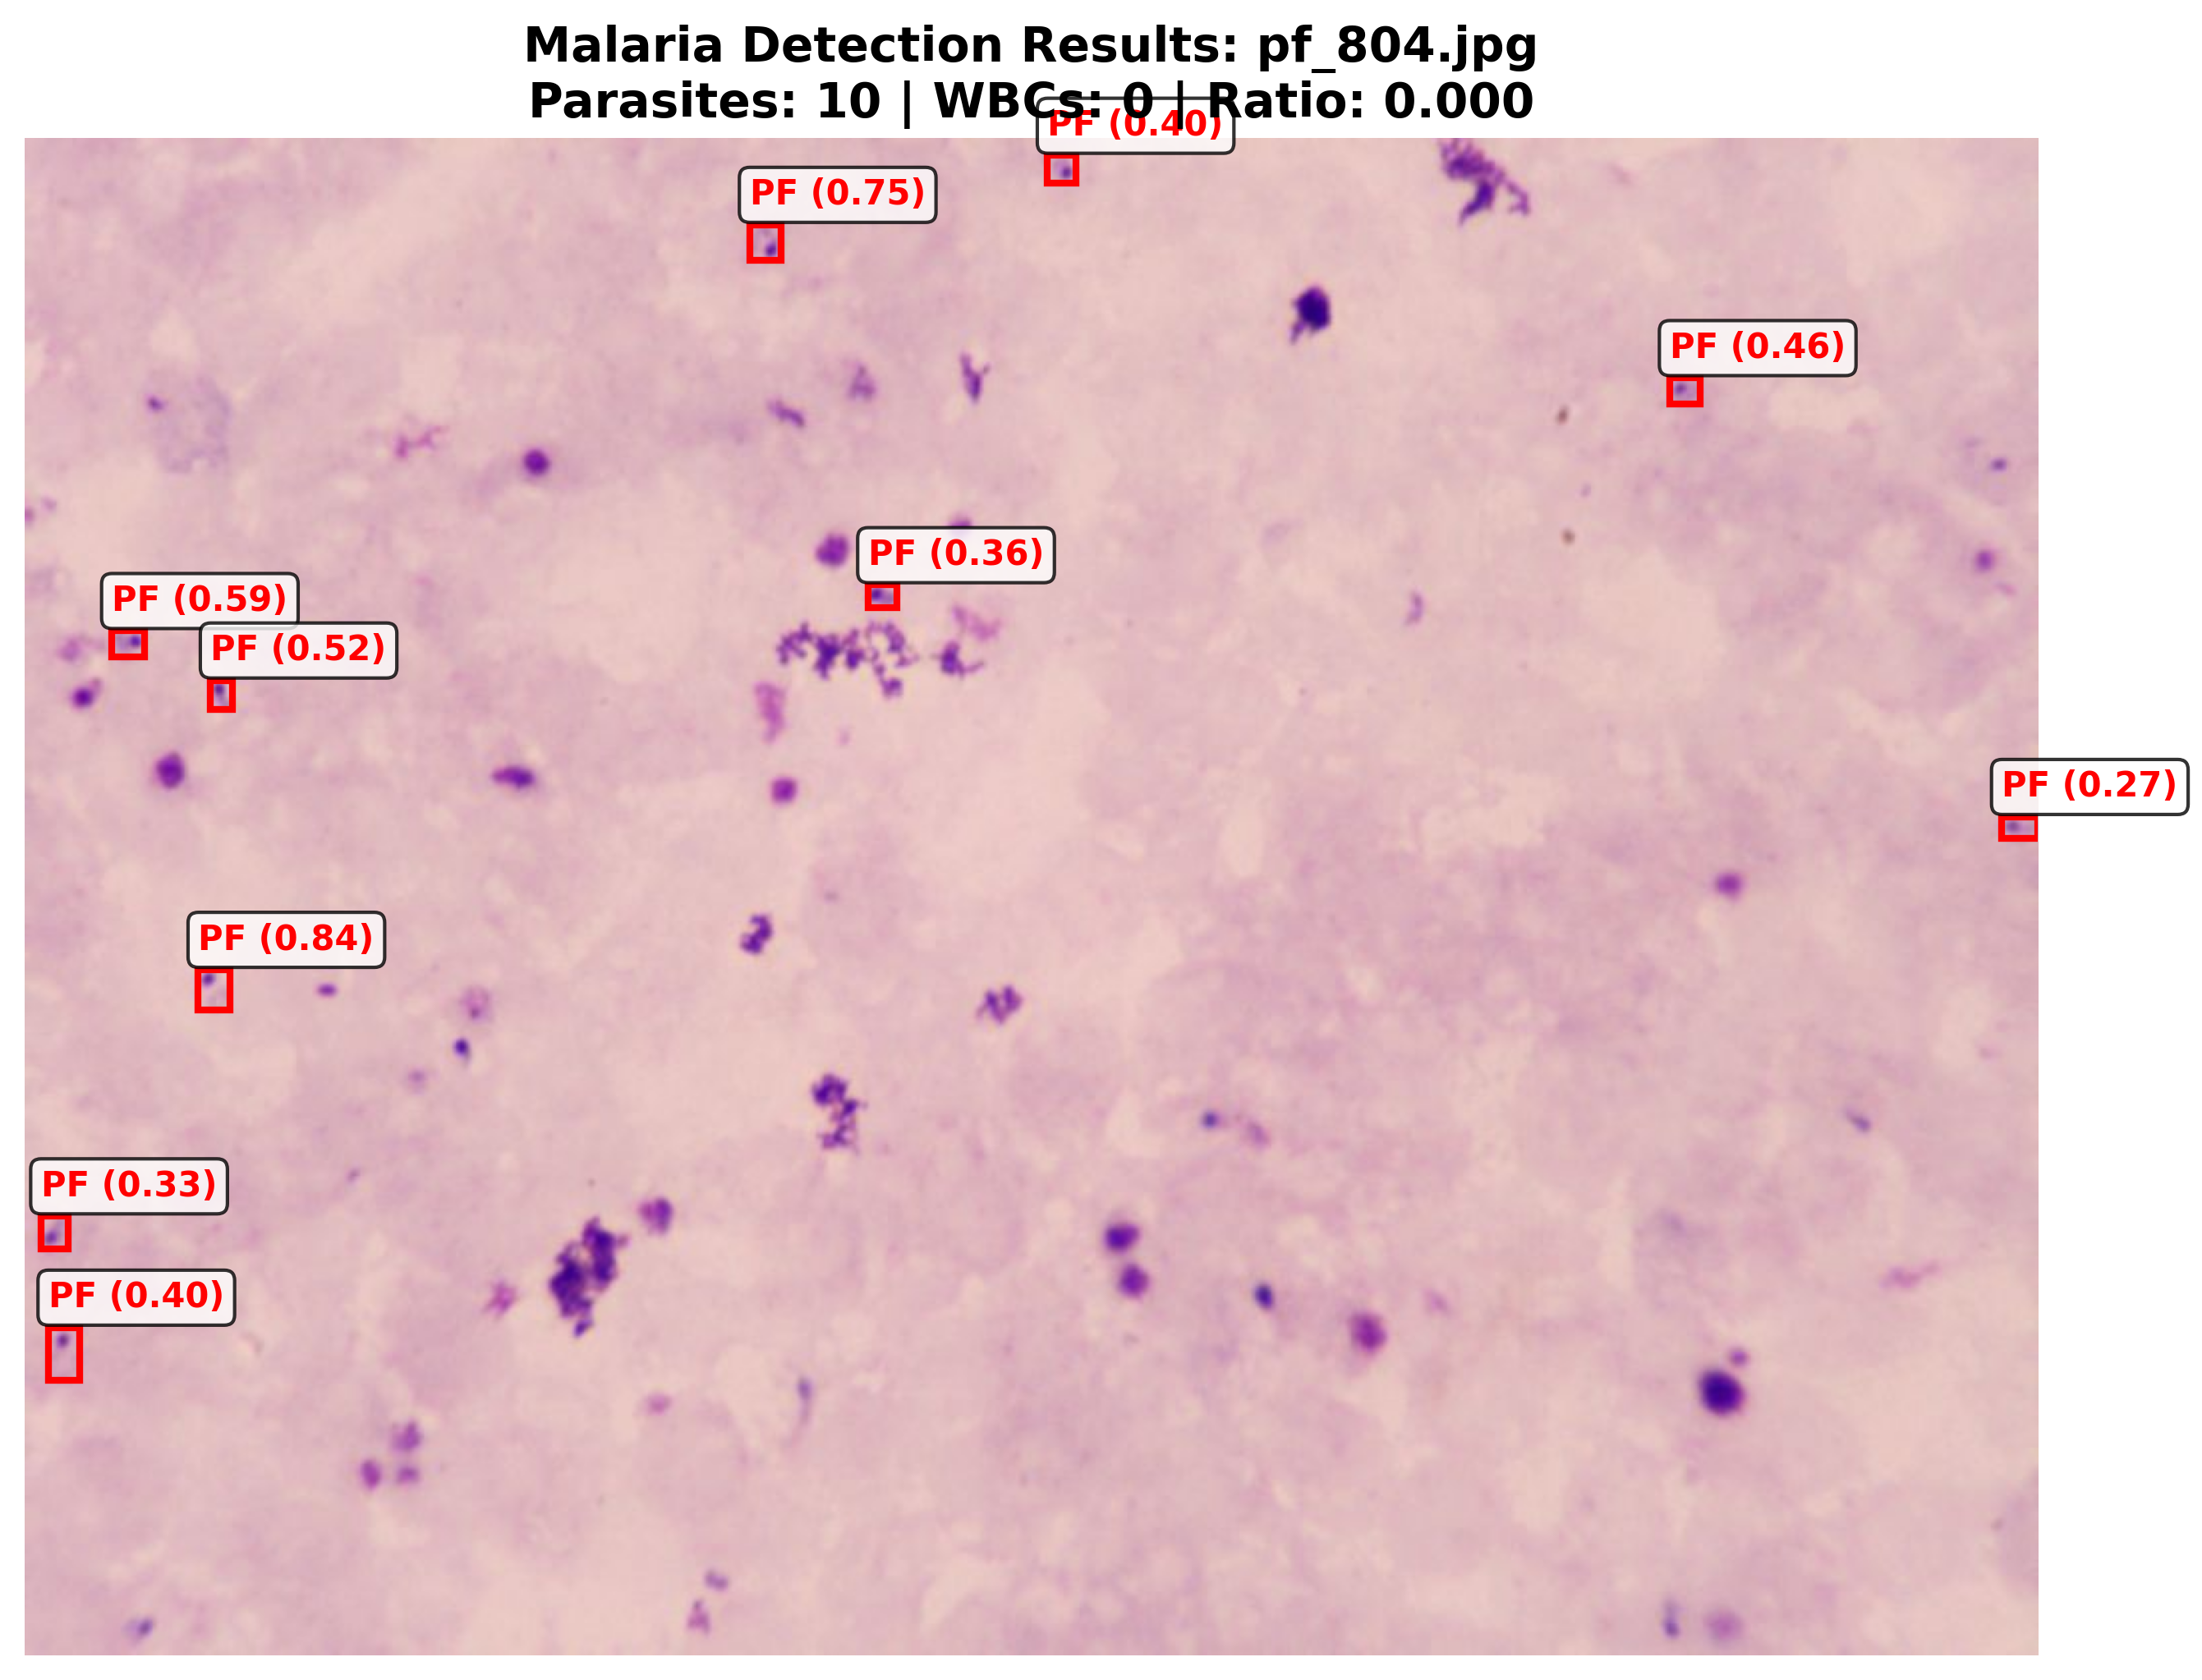 Malaria Detection Results: pf_804.jpg
Parasites: 10 | WBCs: 0 | Ratio: 0.000
PF (0.40)
PF (0.75)
PF (0.46)
PF (0.36)
PF (0.59)
PF (0.52)
PF (0.27)
PF (0.84)
PF (0.33)
PF (0.40)